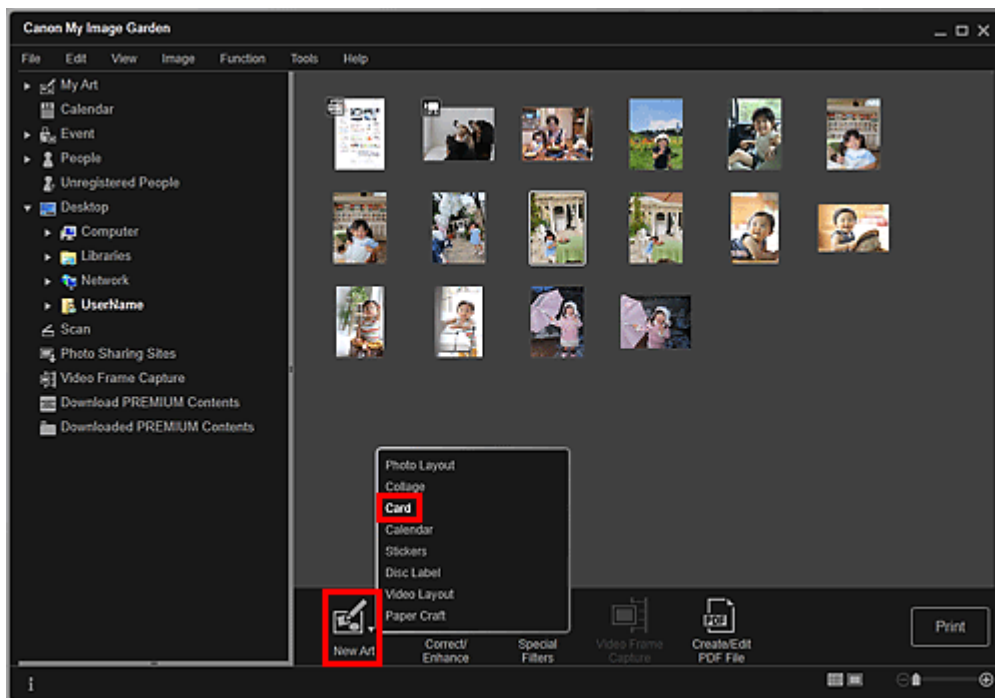 Canon My Image Garden
File Edit View Image Function Tools Help
My Art
Calendar
Event
People
Unregistered People
Desktop
Computer
Libraries
Network
UserName
Scan
Photo Sharing Sites
Video Frame Capture
Download PREMIUM Contents
Downloaded PREMIUM Contents
Photo Layout
Collage
Card
Calendar
Stickers
Disc Label
Video Layout
Paper Craft
New Art
Correct/
Enhance
Special
Filters
Video Frame
Capture
PDF
Create/Edit
PDF File
Print